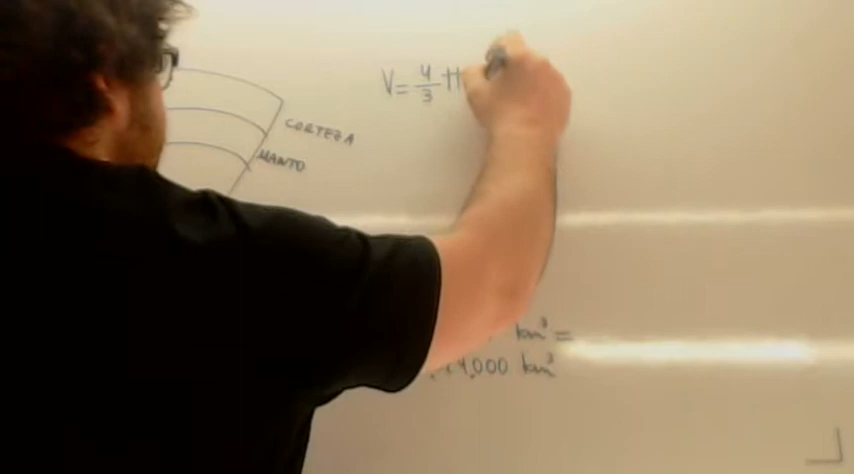 V = 4/3 π
CORTEZA
MANTO
km³ =
4.000 km³